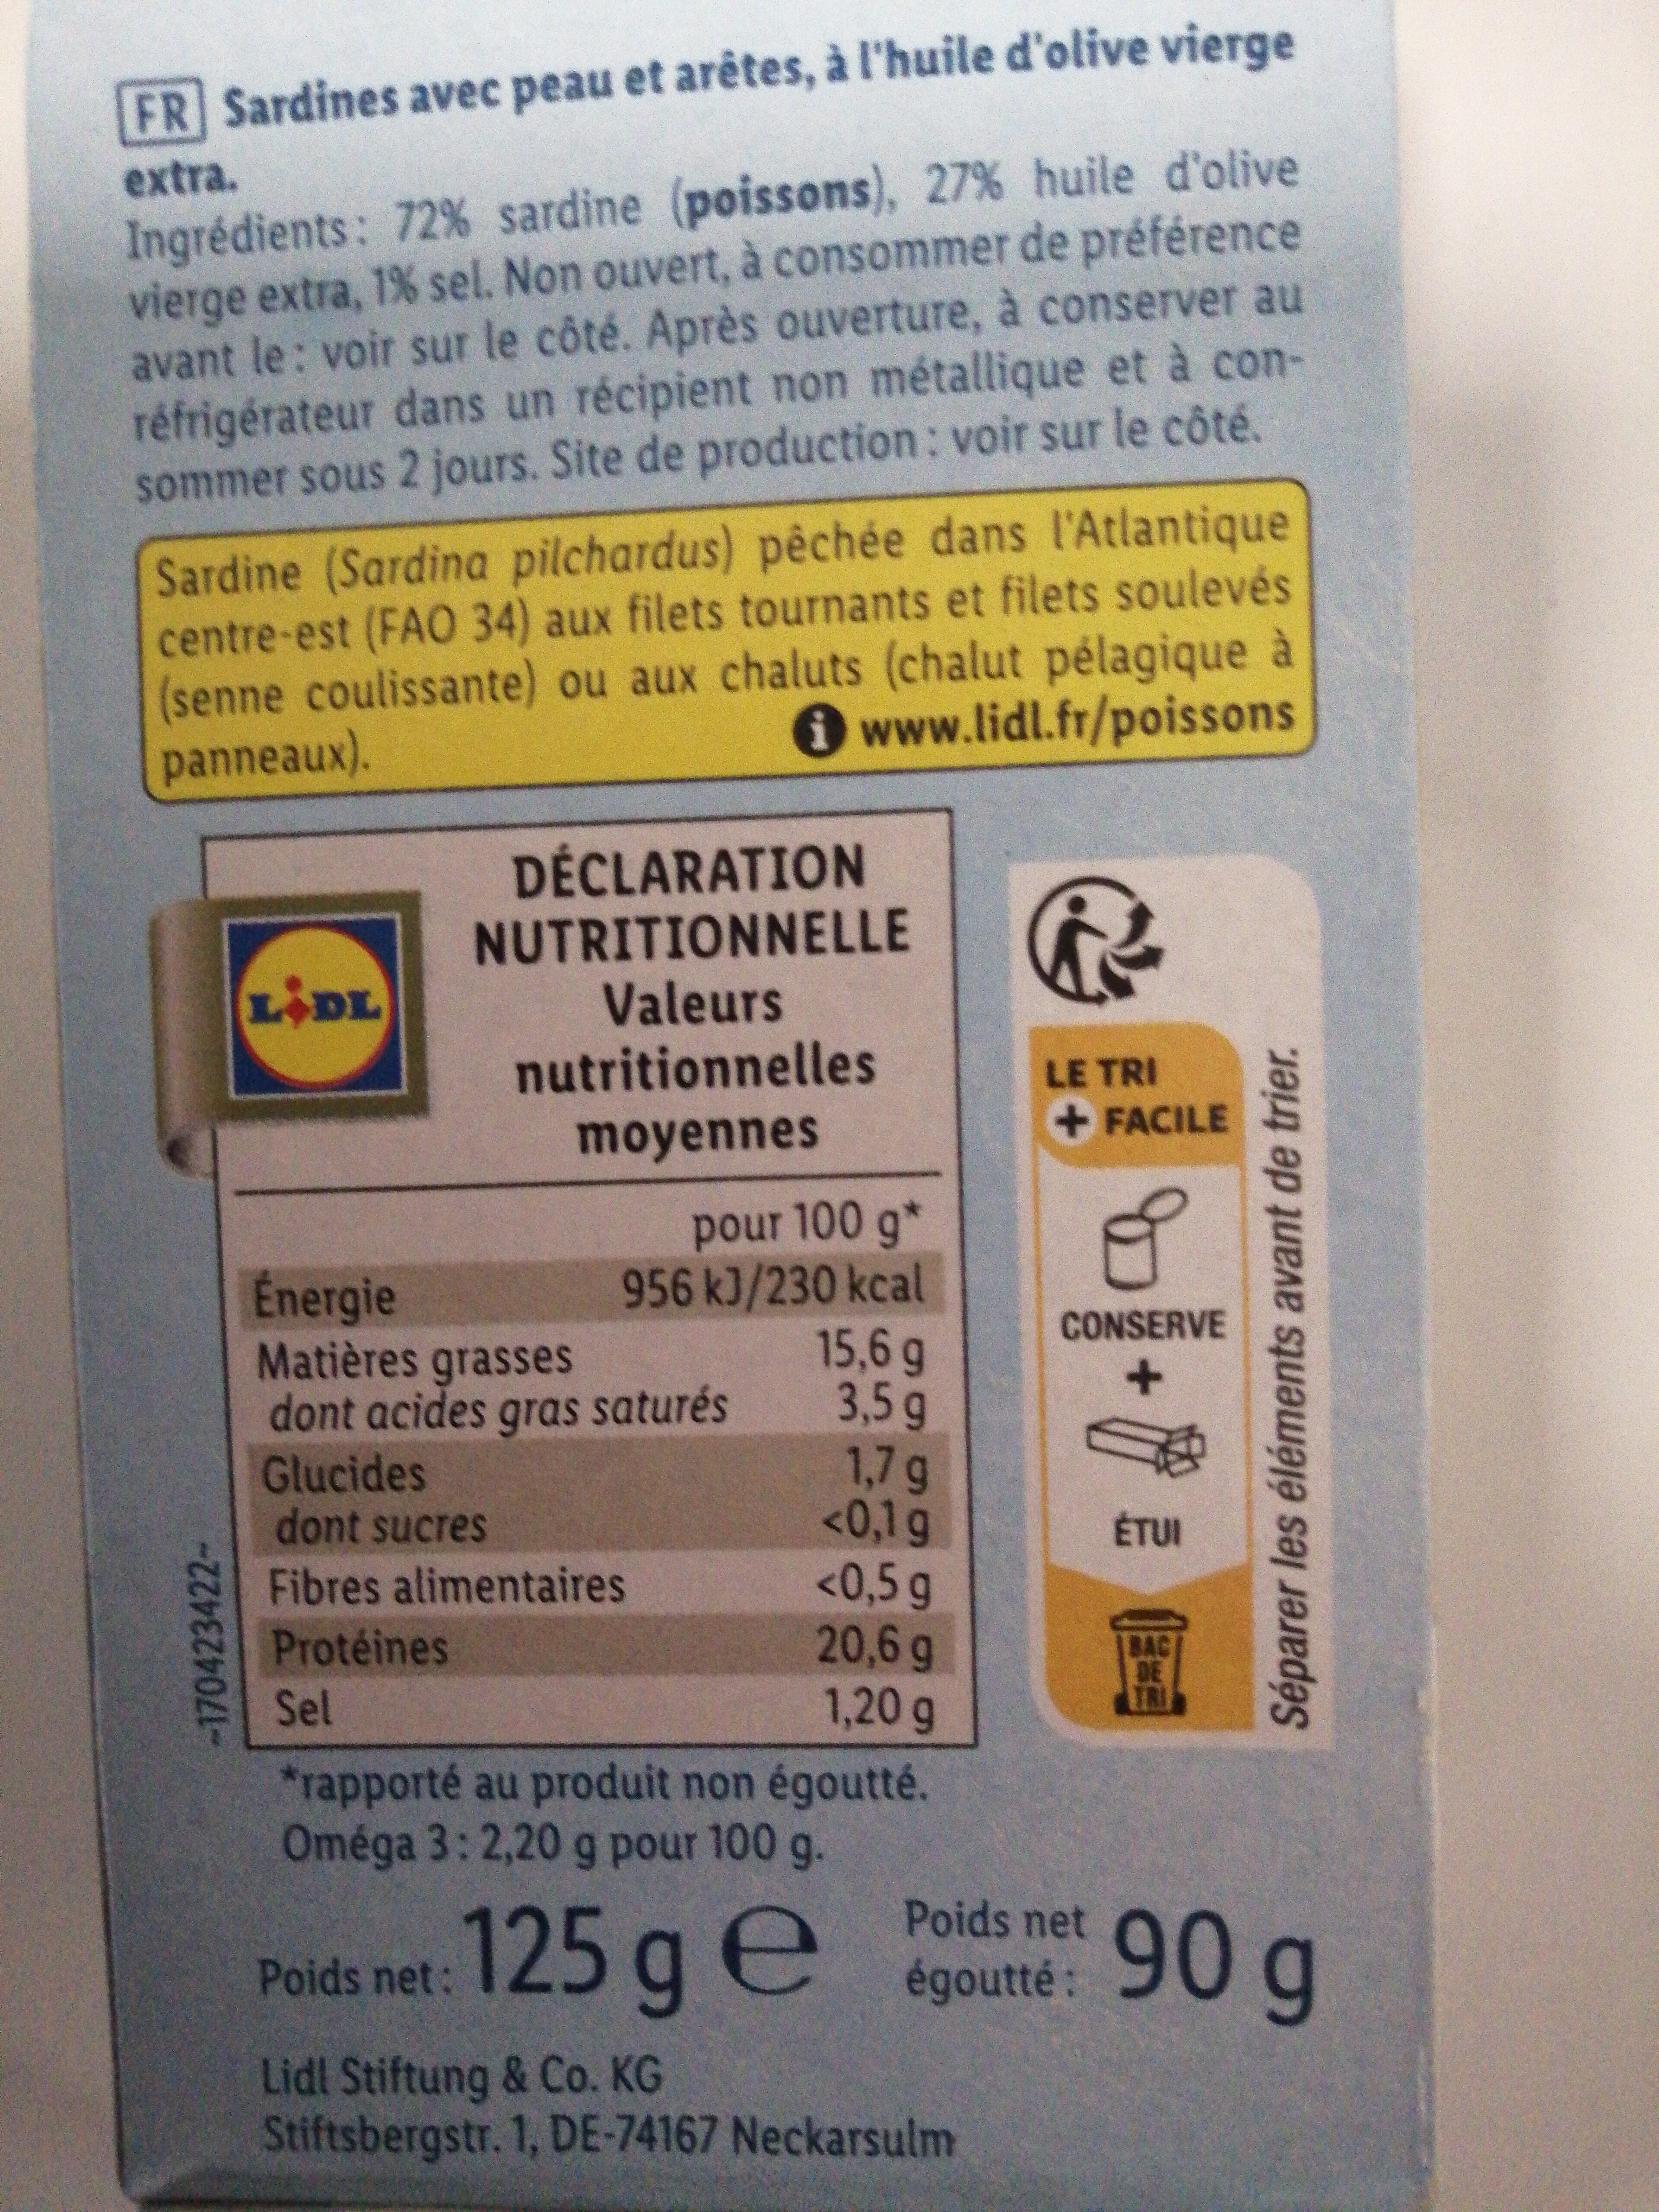 FR Sardines avec peau et arêtes, à l'huile d'olive vierge
extra.
Ingrédients : 72% sardine (poissons), 27% huile d'olive
vierge extra, 1% sel. Non ouvert, à consommer de préférence
avant le : voir sur le côté. Après ouverture, à conserver au
réfrigérateur dans un récipient non métallique et à con-
sommer sous 2 jours. Site de production : voir sur le côté.
Sardine (Sardina pilchardus) pêchée dans l'Atlantique
centre-est (FAO 34) aux filets tournants et filets soulevés
(senne coulissante) ou aux chaluts (chalut pélagique à
panneaux). i www.lidl.fr/poissons
LIDL
DÉCLARATION
NUTRITIONNELLE
Valeurs
nutritionnelles
moyennes
pour 100 g*
Énergie 956 kJ/230 kcal
Matières grasses 15,6 g
dont acides gras saturés 3,5 g
Glucides 1,7 g
dont sucres <0,1 g
Fibres alimentaires <0,5 g
Protéines 20,6 g
Sel 1,20 g
-170423422-
LE TRI
+ FACILE
CONSERVE
+
ÉTUI
BAC
DE
TRI
Séparer les éléments avant de trier.
*rapporté au produit non égoutté.
Oméga 3 : 2,20 g pour 100 g.
Poids net : 125 g e
Poids net
égoutté : 90 g
Lidl Stiftung & Co. KG
Stiftsbergstr. 1, DE-74167 Neckarsulm